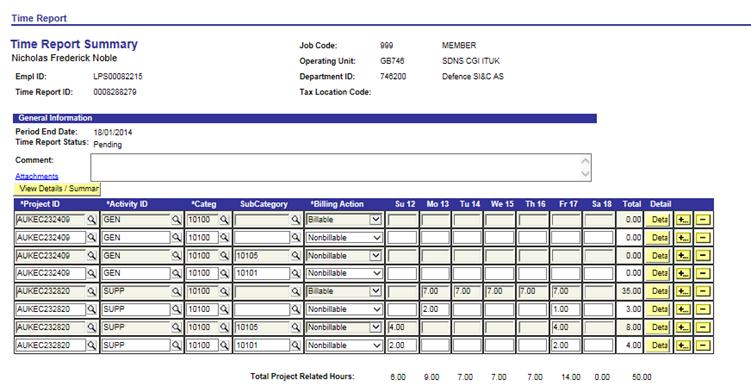 Time Report
Time Report Summary
Nicholas Frederick Noble
Job Code: 999 MEMBER
Operating Unit: GB746 SDNS CGI ITUK
Empl ID: LPS00082215 Department ID: 746200 Defence SI&C AS
Time Report ID: 0008288279 Tax Location Code:
General Information
Period End Date: 18/01/2014
Time Report Status: Pending
Comment:
Attachments
View Details / Summar
*Project ID *Activity ID *Categ SubCategory *Billing Action Su 12 Mo 13 Tu 14 We 15 Th 16 Fr 17 Sa 18 Total Detail
AUKEC232409 GEN 10100 Billable 0.00 Deta +... −
AUKEC232409 GEN 10100 Nonbillable 0.00 Deta +... −
AUKEC232409 GEN 10100 10105 Nonbillable 0.00 Deta +... −
AUKEC232409 GEN 10100 10101 Nonbillable 0.00 Deta +... −
AUKEC232820 SUPP 10100 Billable 7.00 7.00 7.00 7.00 7.00 35.00 Deta +... −
AUKEC232820 SUPP 10100 Nonbillable 2.00 1.00 3.00 Deta +... −
AUKEC232820 SUPP 10100 10105 Nonbillable 4.00 4.00 8.00 Deta +... −
AUKEC232820 SUPP 10100 10101 Nonbillable 2.00 2.00 4.00 Deta +... −
Total Project Related Hours: 6.00 9.00 7.00 7.00 7.00 14.00 0.00 50.00